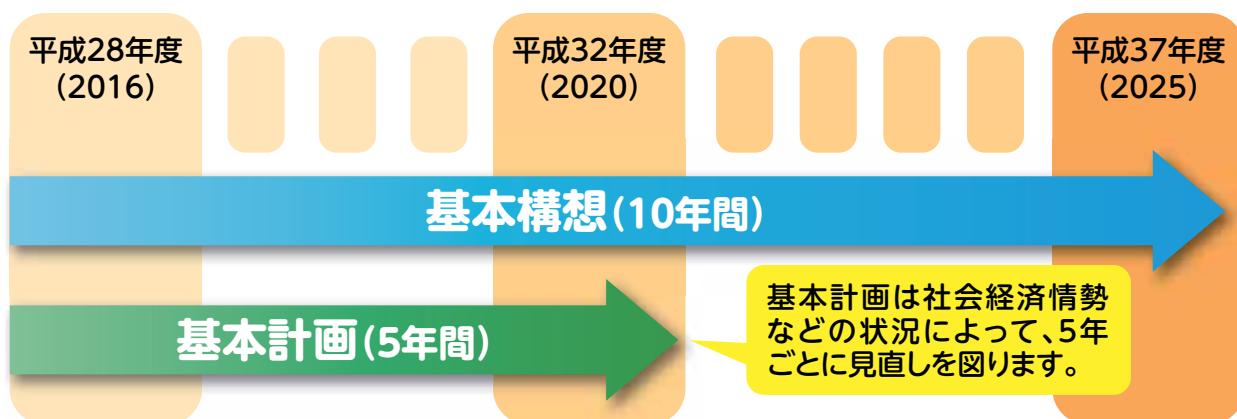 平成28年度
(2016)
平成32年度
(2020)
平成37年度
(2025)
基本構想(10年間)
基本計画(5年間)
基本計画は社会経済情勢
などの状況によって、5年
ごとに見直しを図ります。